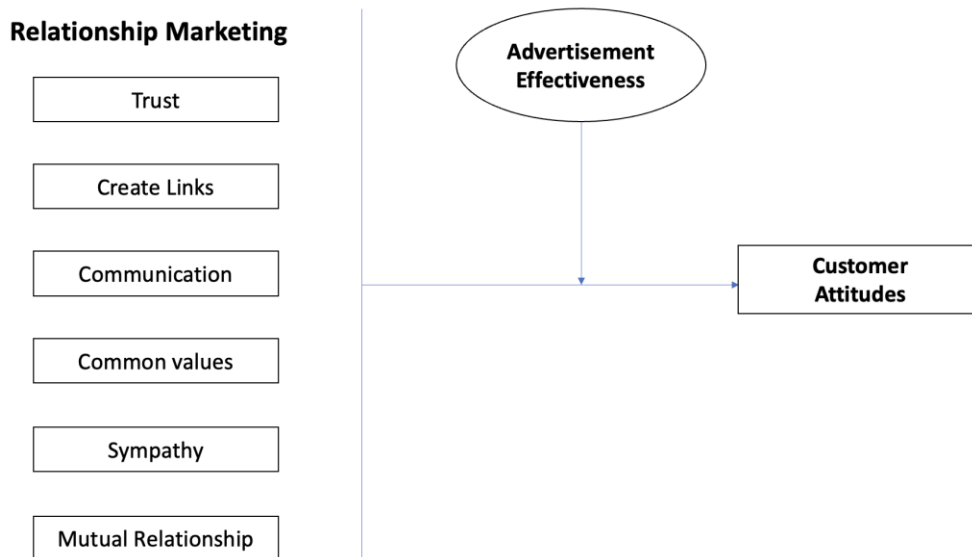 Relationship Marketing
Trust
Create Links
Communication
Common values
Sympathy
Mutual Relationship
Advertisement
Effectiveness
Customer
Attitudes